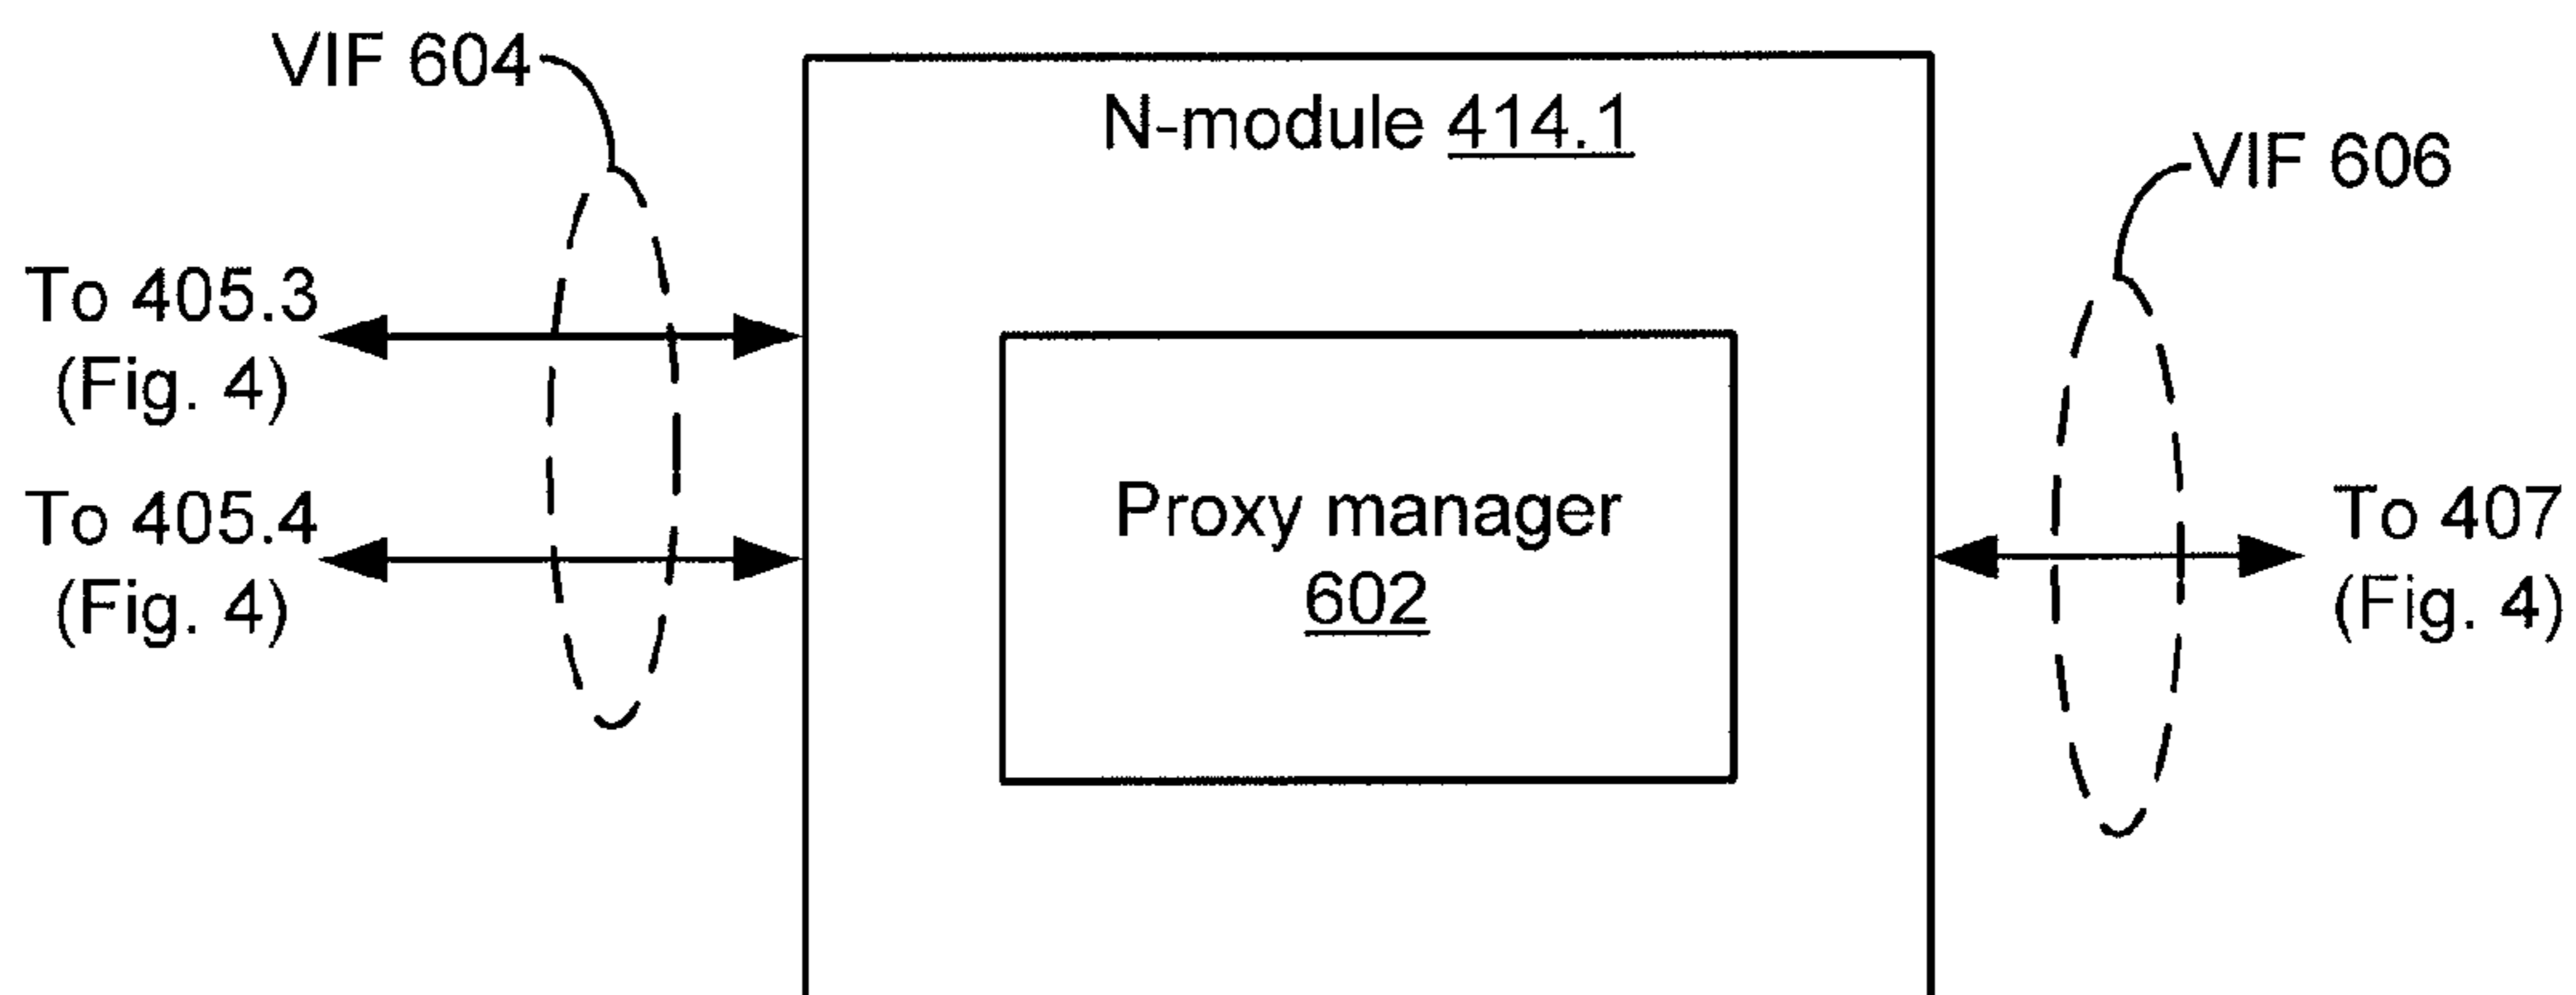 VIF 604
N-module 414.1
VIF 606
To 405.3
(Fig. 4)
To 405.4
(Fig. 4)
Proxy manager
602
To 407
(Fig. 4)